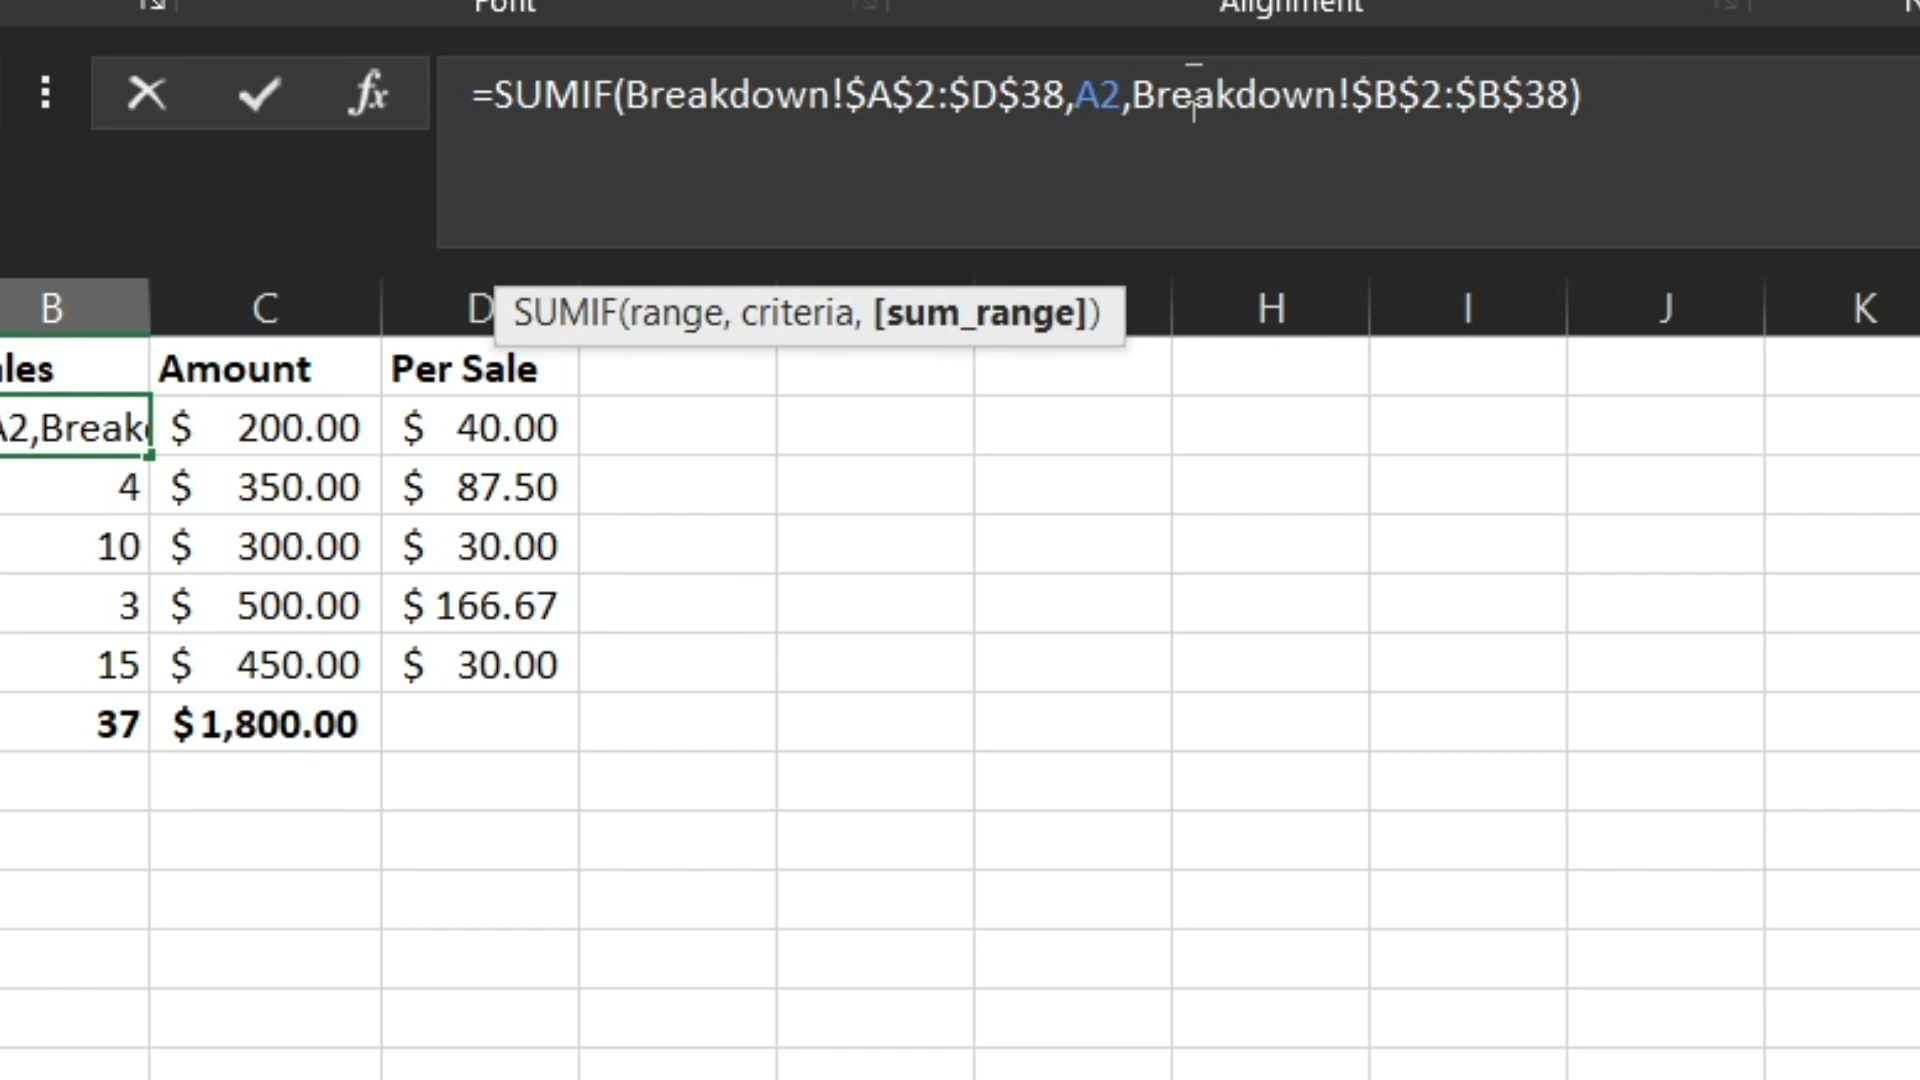 Font Alignment
fx =SUMIF(Breakdown!$A$2:$D$38,A2,Breakdown!$B$2:$B$38)
SUMIF(range, criteria, [sum_range])
B C D H I J K
Amount Per Sale
A2,Break $ 200.00 $ 40.00
4 $ 350.00 $ 87.50
10 $ 300.00 $ 30.00
3 $ 500.00 $ 166.67
15 $ 450.00 $ 30.00
37 $1,800.00